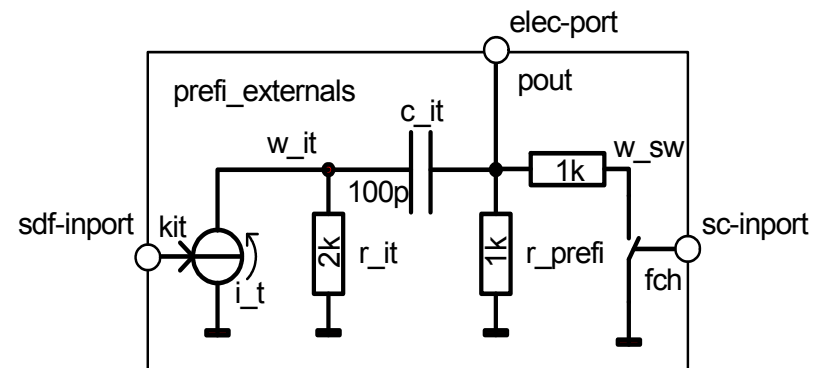 elec-port
pout
prefi_externals
c_it
w_it
w_sw
100p
1k
sdf-inport
kit
2k
r_it
1k
r_prefi
sc-inport
i_t
fch